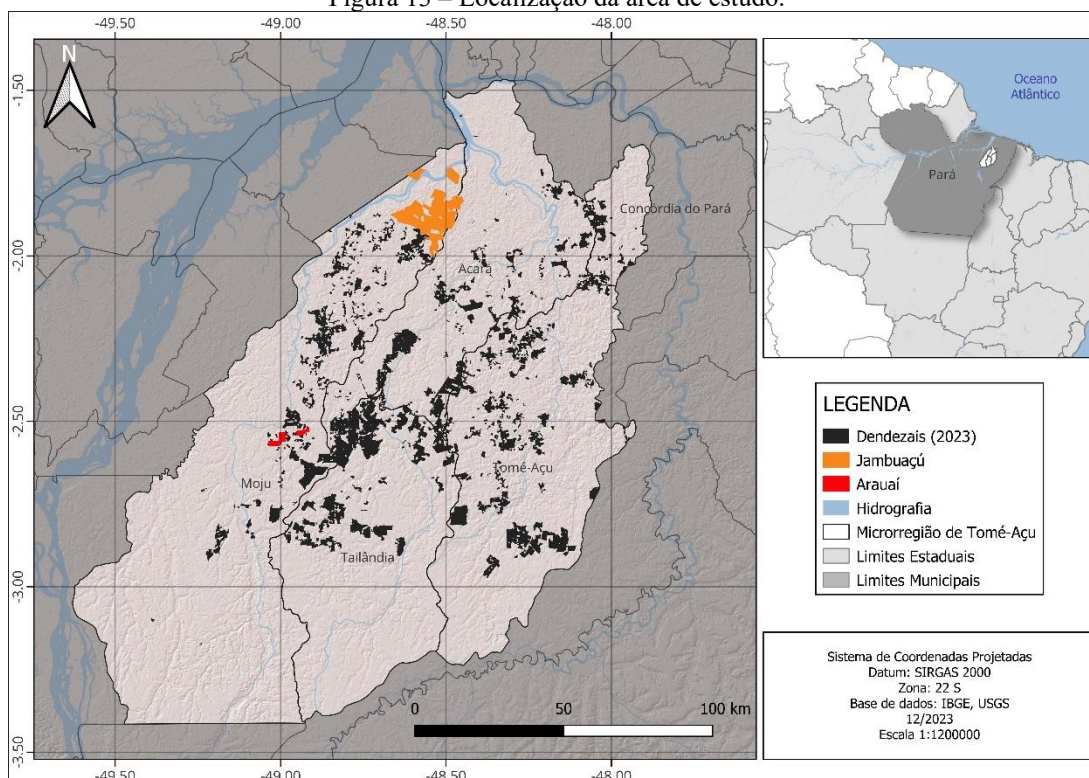 Figura 13 – Localização da área de estudo.
-49.50
-49.00
-48.50
-48.00
N
-1.50
-2.00
-2.50
-3.00
-3.50
Concórdia do Pará
Acará
Moju
Tomé-Açu
Tailândia
0 50 100 km
-49.50
-49.00
-48.50
-48.00
Oceano
Atlântico
Pará
LEGENDA
Dendezais (2023)
Jambuaçú
Arauaí
Hidrografia
Microrregião de Tomé-Açu
Limites Estaduais
Limites Municipais
Sistema de Coordenadas Projetadas
Datum: SIRGAS 2000
Zona: 22 S
Base de dados: IBGE, USGS
12/2023
Escala 1:1200000